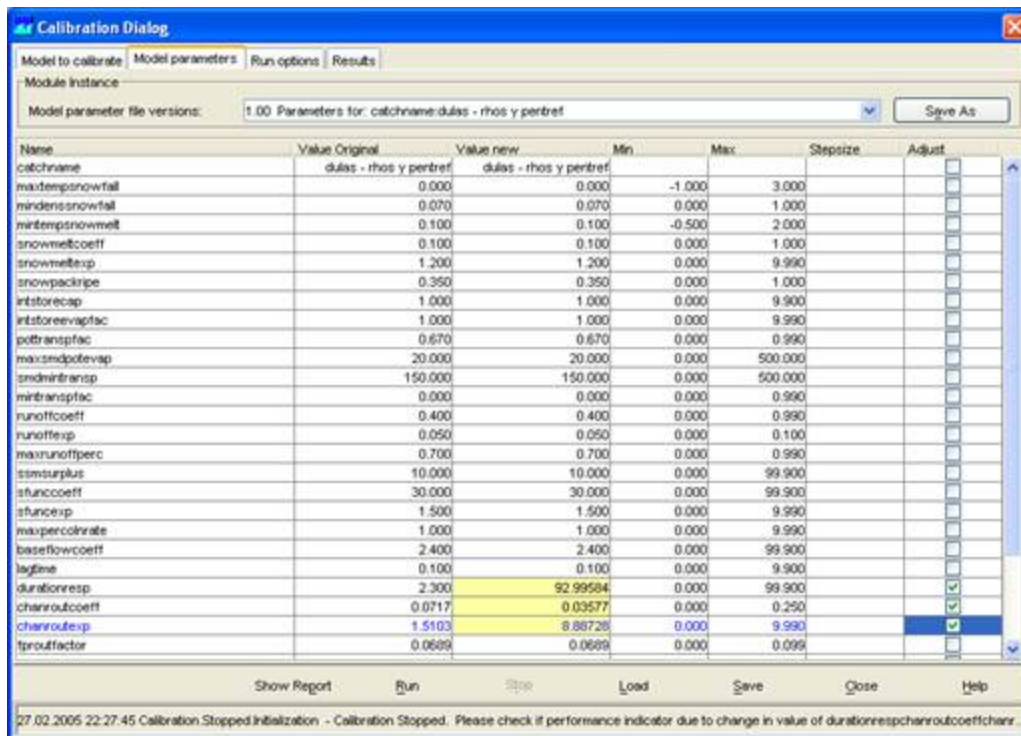 Calibration Dialog
Model to calibrate Model parameters Run options Results
Module Instance
Model parameter file versions: 1.00 Parameters for: catchname:dulas - rhos y pentref Save As
Name Value Original Value new Min Max Stepsize Adjust
catchname dulas - rhos y pentref dulas - rhos y pentref
maxtempsnowfall 0.000 0.000 -1.000 3.000
mindenssnowfall 0.070 0.070 0.000 1.000
mintempsnowmelt 0.100 0.100 -0.500 2.000
snowmeltcoeff 0.100 0.100 0.000 1.000
snowmeltexp 1.200 1.200 0.000 9.990
snowpackripe 0.350 0.350 0.000 1.000
intstorecap 1.000 1.000 0.000 9.900
intstoreevapfac 1.000 1.000 0.000 9.990
pottranspfac 0.670 0.670 0.000 0.990
maxsmdpotevap 20.000 20.000 0.000 500.000
smdmintransp 150.000 150.000 0.000 500.000
mintranspfac 0.000 0.000 0.000 0.990
runoffcoeff 0.400 0.400 0.000 0.990
runoffexp 0.050 0.050 0.000 0.100
maxrunoffperc 0.700 0.700 0.000 0.990
ssmsurplus 10.000 10.000 0.000 99.900
sfunccoeff 30.000 30.000 0.000 99.900
sfuncexp 1.500 1.500 0.000 9.990
maxpercolnrate 1.000 1.000 0.000 9.990
baseflowcoeff 2.400 2.400 0.000 99.900
lagtime 0.100 0.100 0.000 9.900
durationresp 2.300 92.99584 0.000 99.900
chanroutcoeff 0.0717 0.03577 0.000 0.250
chanroutexp 1.5103 8.88728 0.000 9.990
tproutfactor 0.0689 0.0689 0.000 0.099
Show Report Run Stop Load Save Close Help
27.02.2005 22:27:45 Calibration.Stopped.Initialization - Calibration Stopped. Please check if performance indicator due to change in value of durationrespchanroutcoeffchanr...